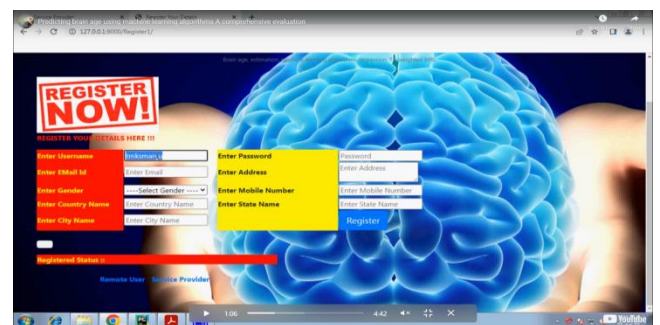 Predicting brain age using machine learning algorithms A comprehensive evaluation
Register Your Details
127.0.0.1:8000/Register1/
REGISTER
NOW!
REGISTER YOUR DETAILS HERE !!!
Enter Username Enter Password Password
Enter EMail Id Enter Email Enter Address Enter Address
Enter Gender ----Select Gender ---- Enter Mobile Number Enter Mobile Number
Enter Country Name Enter Country Name Enter State Name Enter State Name
Enter City Name Enter City Name Register
Registered Status ::
Remote User Service Provider
1:06 4:42
YouTube